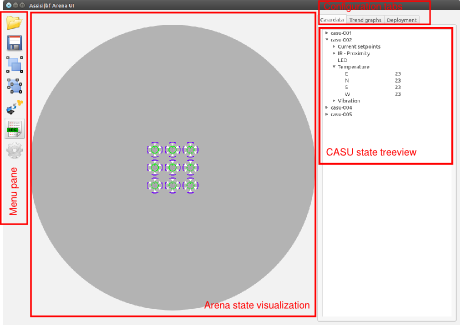 Assisi|bf Arena UI
Casu data
Trend graphs
Deployment
casu-001
casu-002
Current setpoints
IR - Proximity
LED
Temperature
E 23
N 23
S 23
W 23
Vibration
casu-004
casu-005
CASU state treeview
Menu pane
Arena state visualization